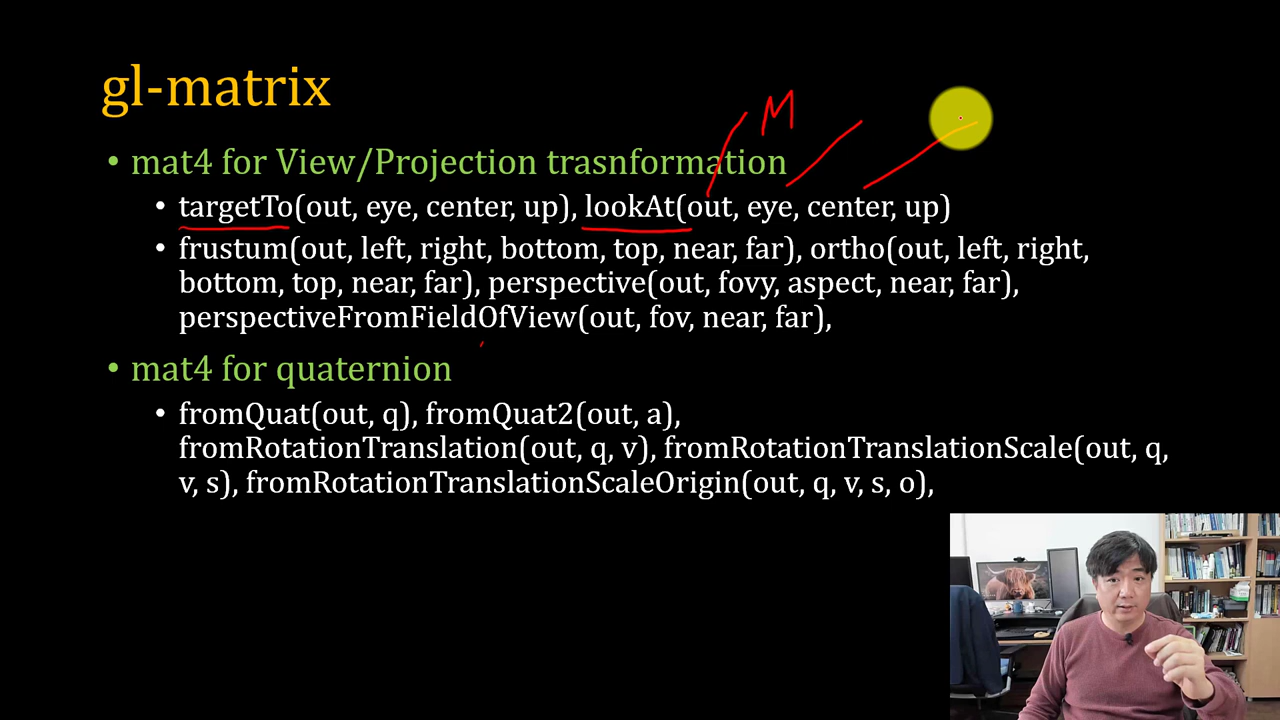 gl-matrix
M
• mat4 for View/Projection trasnformation
• targetTo(out, eye, center, up), lookAt(out, eye, center, up)
• frustum(out, left, right, bottom, top, near, far), ortho(out, left, right,
bottom, top, near, far), perspective(out, fovy, aspect, near, far),
perspectiveFromFieldOfView(out, fov, near, far),
• mat4 for quaternion
• fromQuat(out, q), fromQuat2(out, a),
fromRotationTranslation(out, q, v), fromRotationTranslationScale(out, q,
v, s), fromRotationTranslationScaleOrigin(out, q, v, s, o),